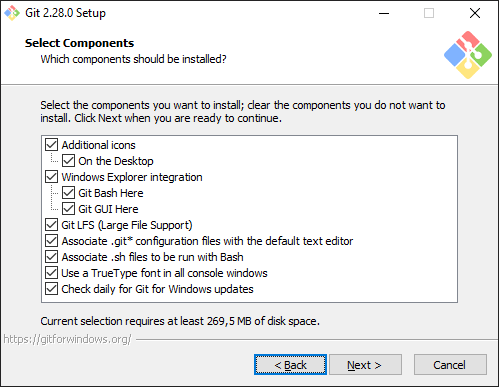 Git 2.28.0 Setup
Select Components
Which components should be installed?
Select the components you want to install; clear the components you do not want to
install. Click Next when you are ready to continue.
Additional icons
On the Desktop
Windows Explorer integration
Git Bash Here
Git GUI Here
Git LFS (Large File Support)
Associate .git* configuration files with the default text editor
Associate .sh files to be run with Bash
Use a TrueType font in all console windows
Check daily for Git for Windows updates
Current selection requires at least 269,5 MB of disk space.
https://gitforwindows.org/
< Back
Next >
Cancel